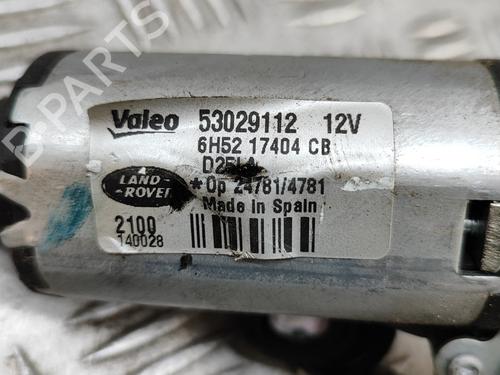 B-PARTS
Valeo 53029112 12V
6H52 17404 CB
LAND
ROVER
*Op 24781/4781
2100 Made In Spain
140028